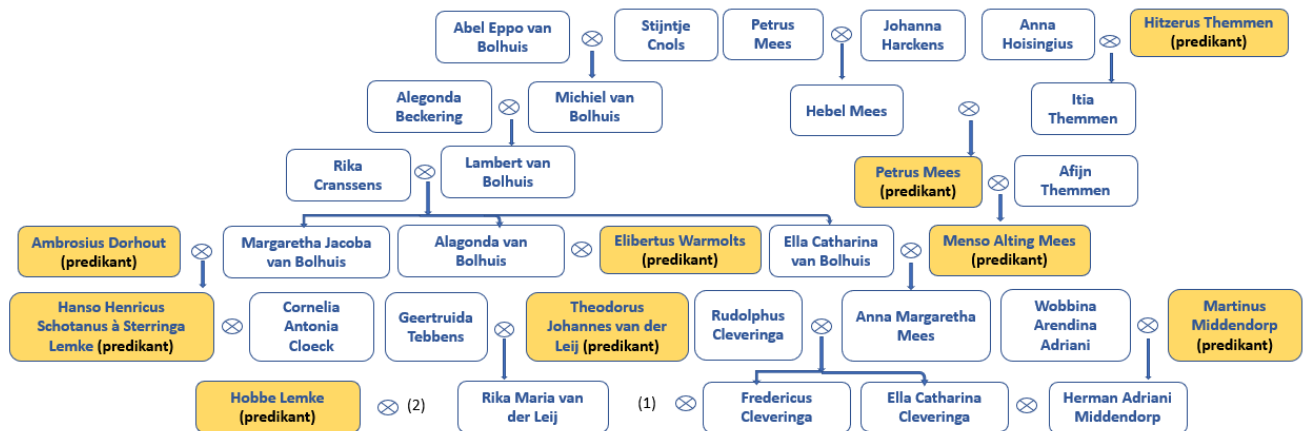 Abel Eppo van
Bolhuis
Stijntje
Cnols
Petrus
Mees
Johanna
Harckens
Anna
Hoisingius
Hitzerus Themmen
(predikant)
Alegonda
Beckering
Michiel van
Bolhuis
Hebel Mees
Itia
Themmen
Rika
Cranssens
Lambert van
Bolhuis
Petrus Mees
(predikant)
Afijn
Themmen
Ambrosius Dorhout
(predikant)
Margaretha Jacoba
van Bolhuis
Alagonda van
Bolhuis
Elibertus Warmolts
(predikant)
Ella Catharina
van Bolhuis
Menso Alting Mees
(predikant)
Hanso Henricus
Schotanus à Sterringa
Lemke (predikant)
Cornelia
Antonia
Cloeck
Geertruida
Tebbens
Theodorus
Johannes van der
Leij (predikant)
Rudolphus
Cleveringa
Anna Margaretha
Mees
Wobbina
Arendina
Adriani
Martinus
Middendorp
(predikant)
Hobbe Lemke
(predikant)
(2)
Rika Maria van
der Leij
(1)
Fredericus
Cleveringa
Ella Catharina
Cleveringa
Herman Adriani
Middendorp